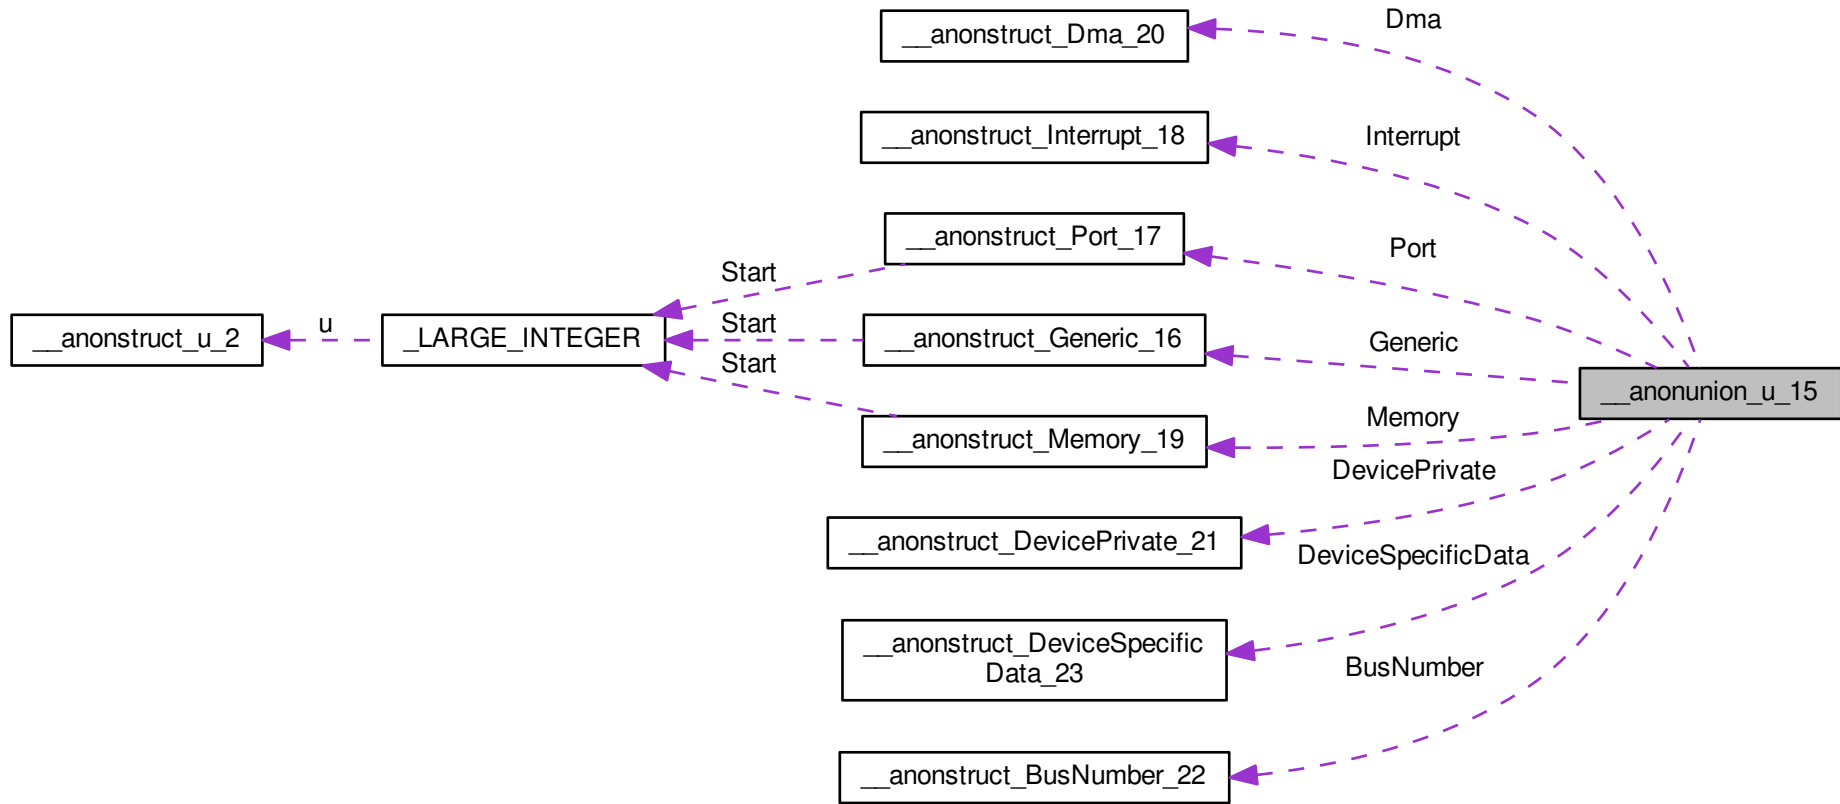 Dma
__anonstruct_Dma_20
Interrupt
__anonstruct_Interrupt_18
__anonstruct_Port_17
Port
Start
__anonstruct_u_2
u
_LARGE_INTEGER
Start
__anonstruct_Generic_16
Generic
Start
__anonunion_u_15
Memory
__anonstruct_Memory_19
DevicePrivate
__anonstruct_DevicePrivate_21
DeviceSpecificData
__anonstruct_DeviceSpecific
Data_23
BusNumber
__anonstruct_BusNumber_22